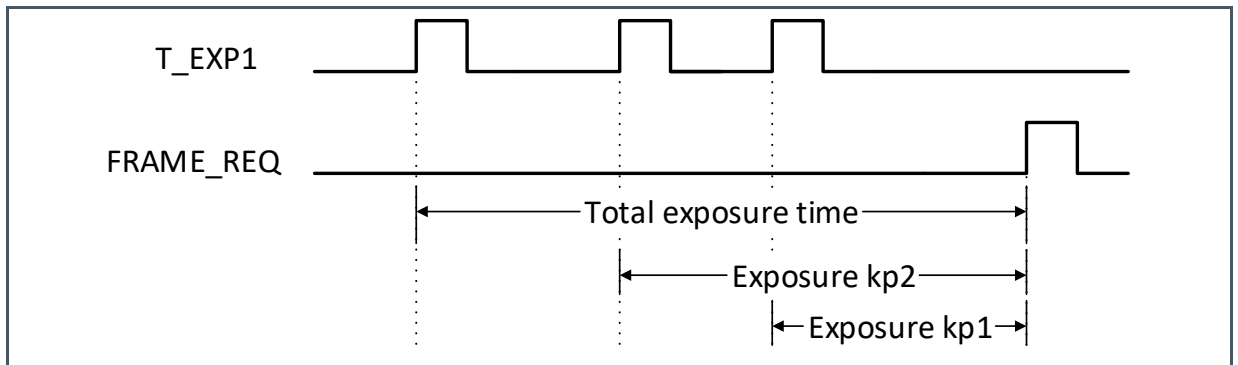 T_EXP1
FRAME_REQ
Total exposure time
Exposure kp2
Exposure kp1